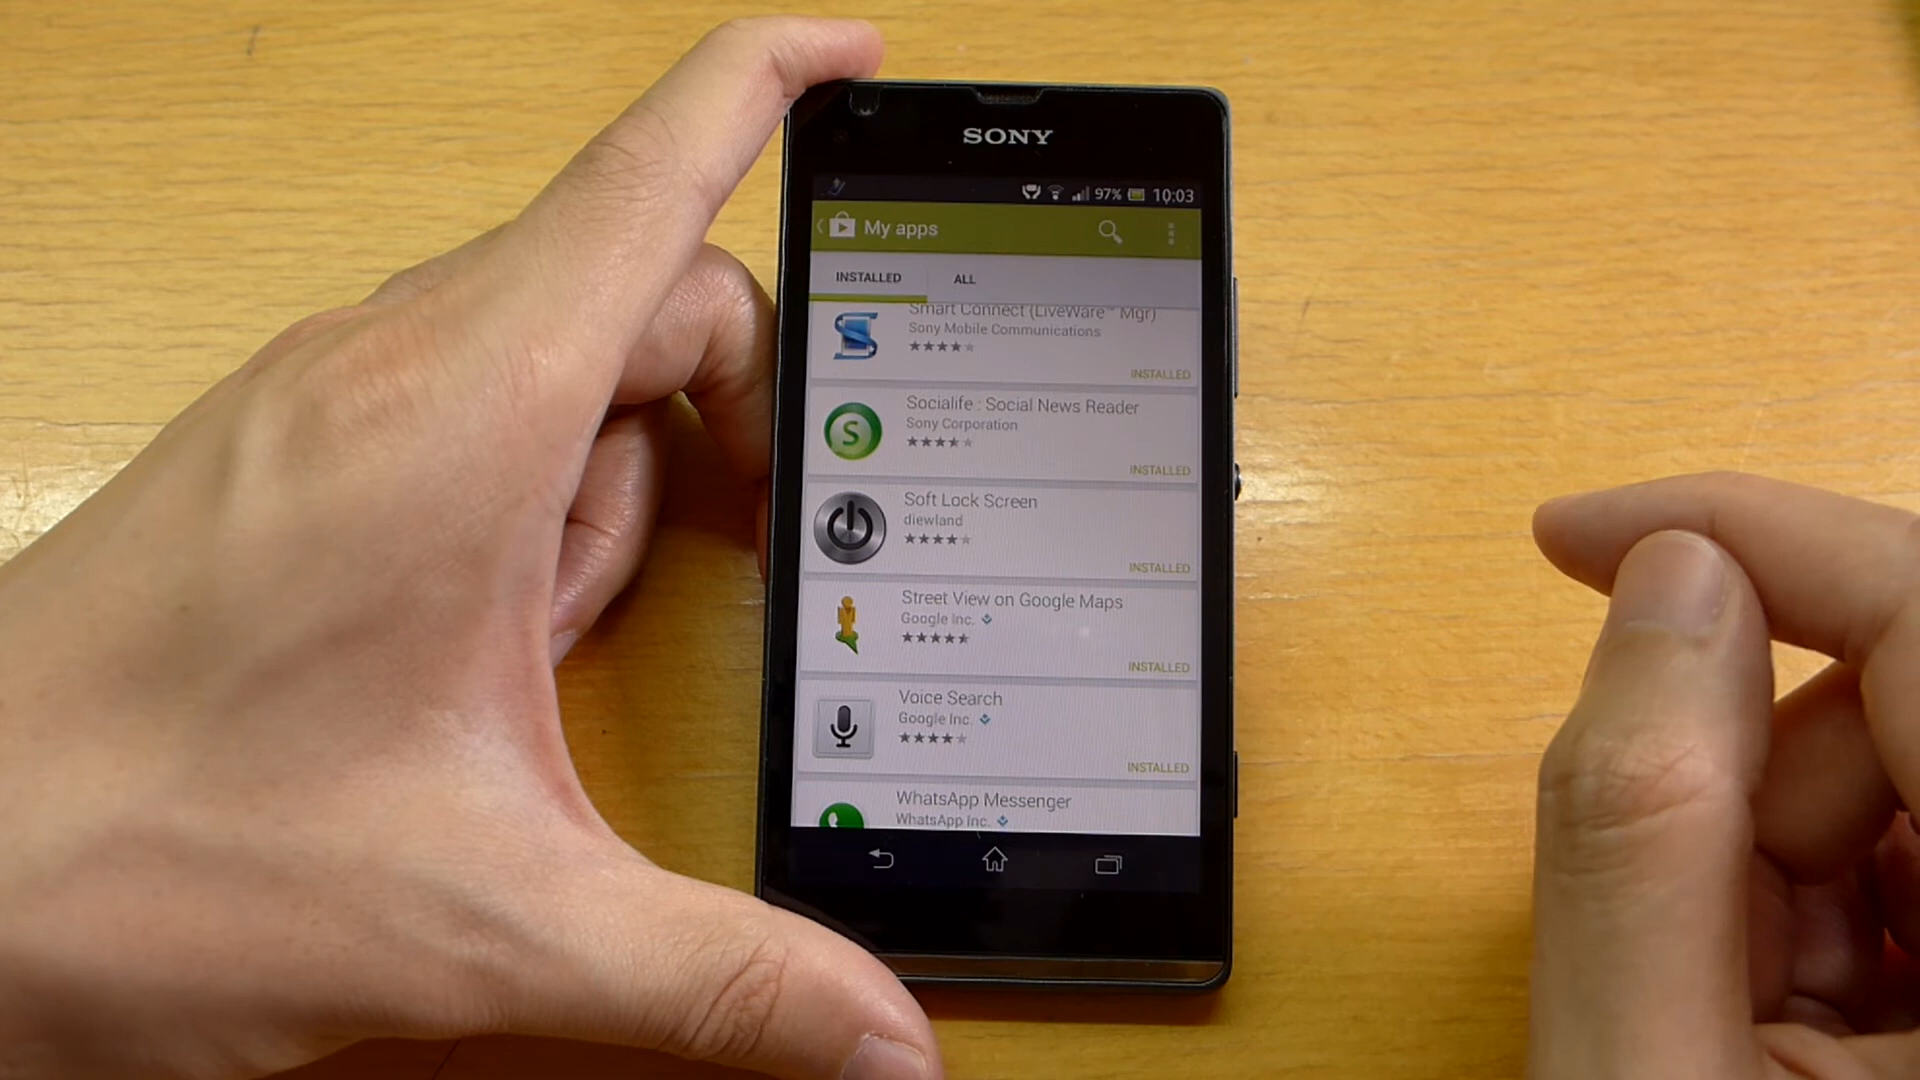 SONY
97% 10:03
My apps
INSTALLED ALL
Smart Connect (LiveWare™ Mgr)
Sony Mobile Communications
INSTALLED
Socialife : Social News Reader
Sony Corporation
INSTALLED
Soft Lock Screen
diewland
INSTALLED
Street View on Google Maps
Google Inc.
INSTALLED
Voice Search
Google Inc.
INSTALLED
WhatsApp Messenger
WhatsApp Inc.